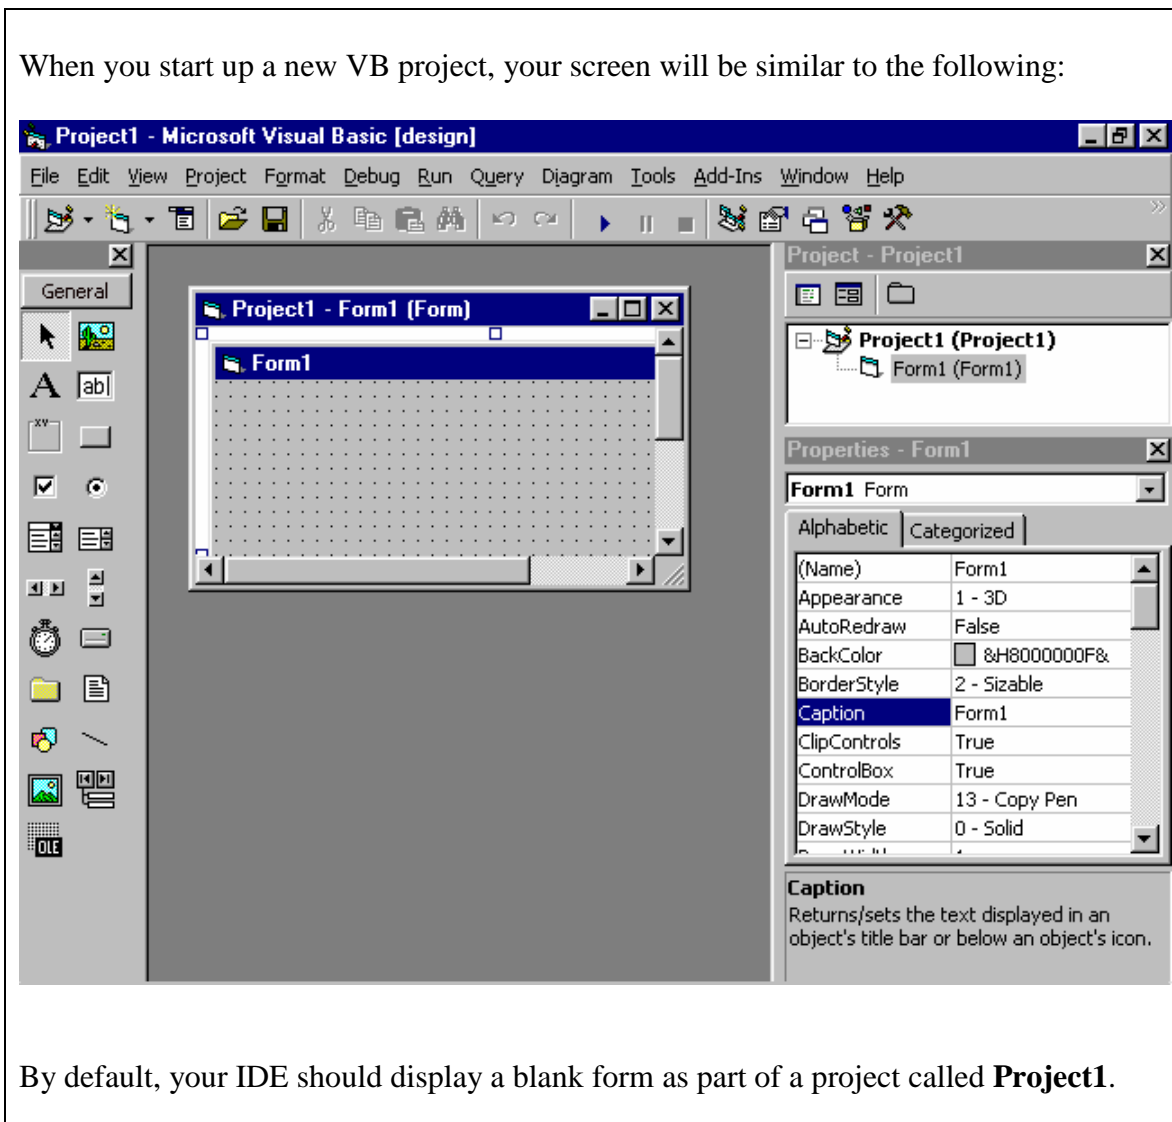 When you start up a new VB project, your screen will be similar to the following:
Project1 - Microsoft Visual Basic [design]
File Edit View Project Format Debug Run Query Diagram Tools Add-Ins Window Help
General
A ab|
xv
OLE
Project1 - Form1 (Form)
Form1
Project - Project1
Project1 (Project1)
Form1 (Form1)
Properties - Form1
Form1 Form
Alphabetic Categorized
(Name) Form1
Appearance 1 - 3D
AutoRedraw False
BackColor &H8000000F&
BorderStyle 2 - Sizable
Caption Form1
ClipControls True
ControlBox True
DrawMode 13 - Copy Pen
DrawStyle 0 - Solid
Caption
Returns/sets the text displayed in an
object's title bar or below an object's icon.
By default, your IDE should display a blank form as part of a project called Project1.